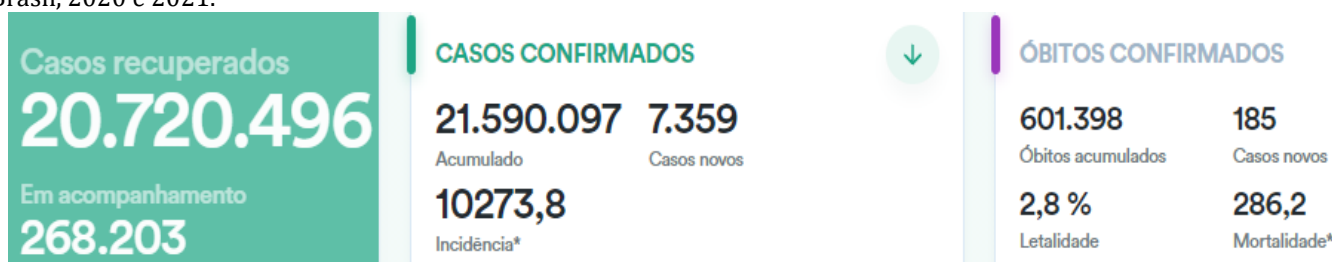 Brasil, 2020 e 2021.
Casos recuperados
20.720.496
Em acompanhamento
268.203
CASOS CONFIRMADOS
21.590.097 7.359
Acumulado Casos novos
10273,8
Incidência*
ÓBITOS CONFIRMADOS
601.398 185
Óbitos acumulados Casos novos
2,8 % 286,2
Letalidade Mortalidade*